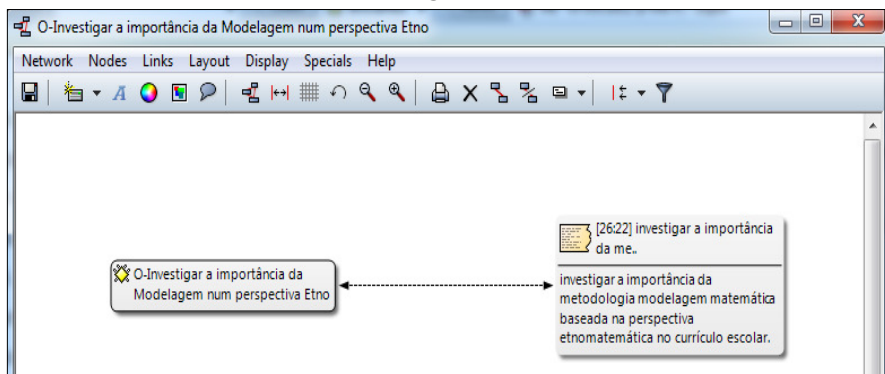 O-Investigar a importância da Modelagem num perspectiva Etno
Network Nodes Links Layout Display Specials Help
[26:22] investigar a importância
da me..
O-Investigar a importância da
Modelagem num perspectiva Etno
investigar a importância da
metodologia modelagem matemática
baseada na perspectiva
etnomatemática no currículo escolar.